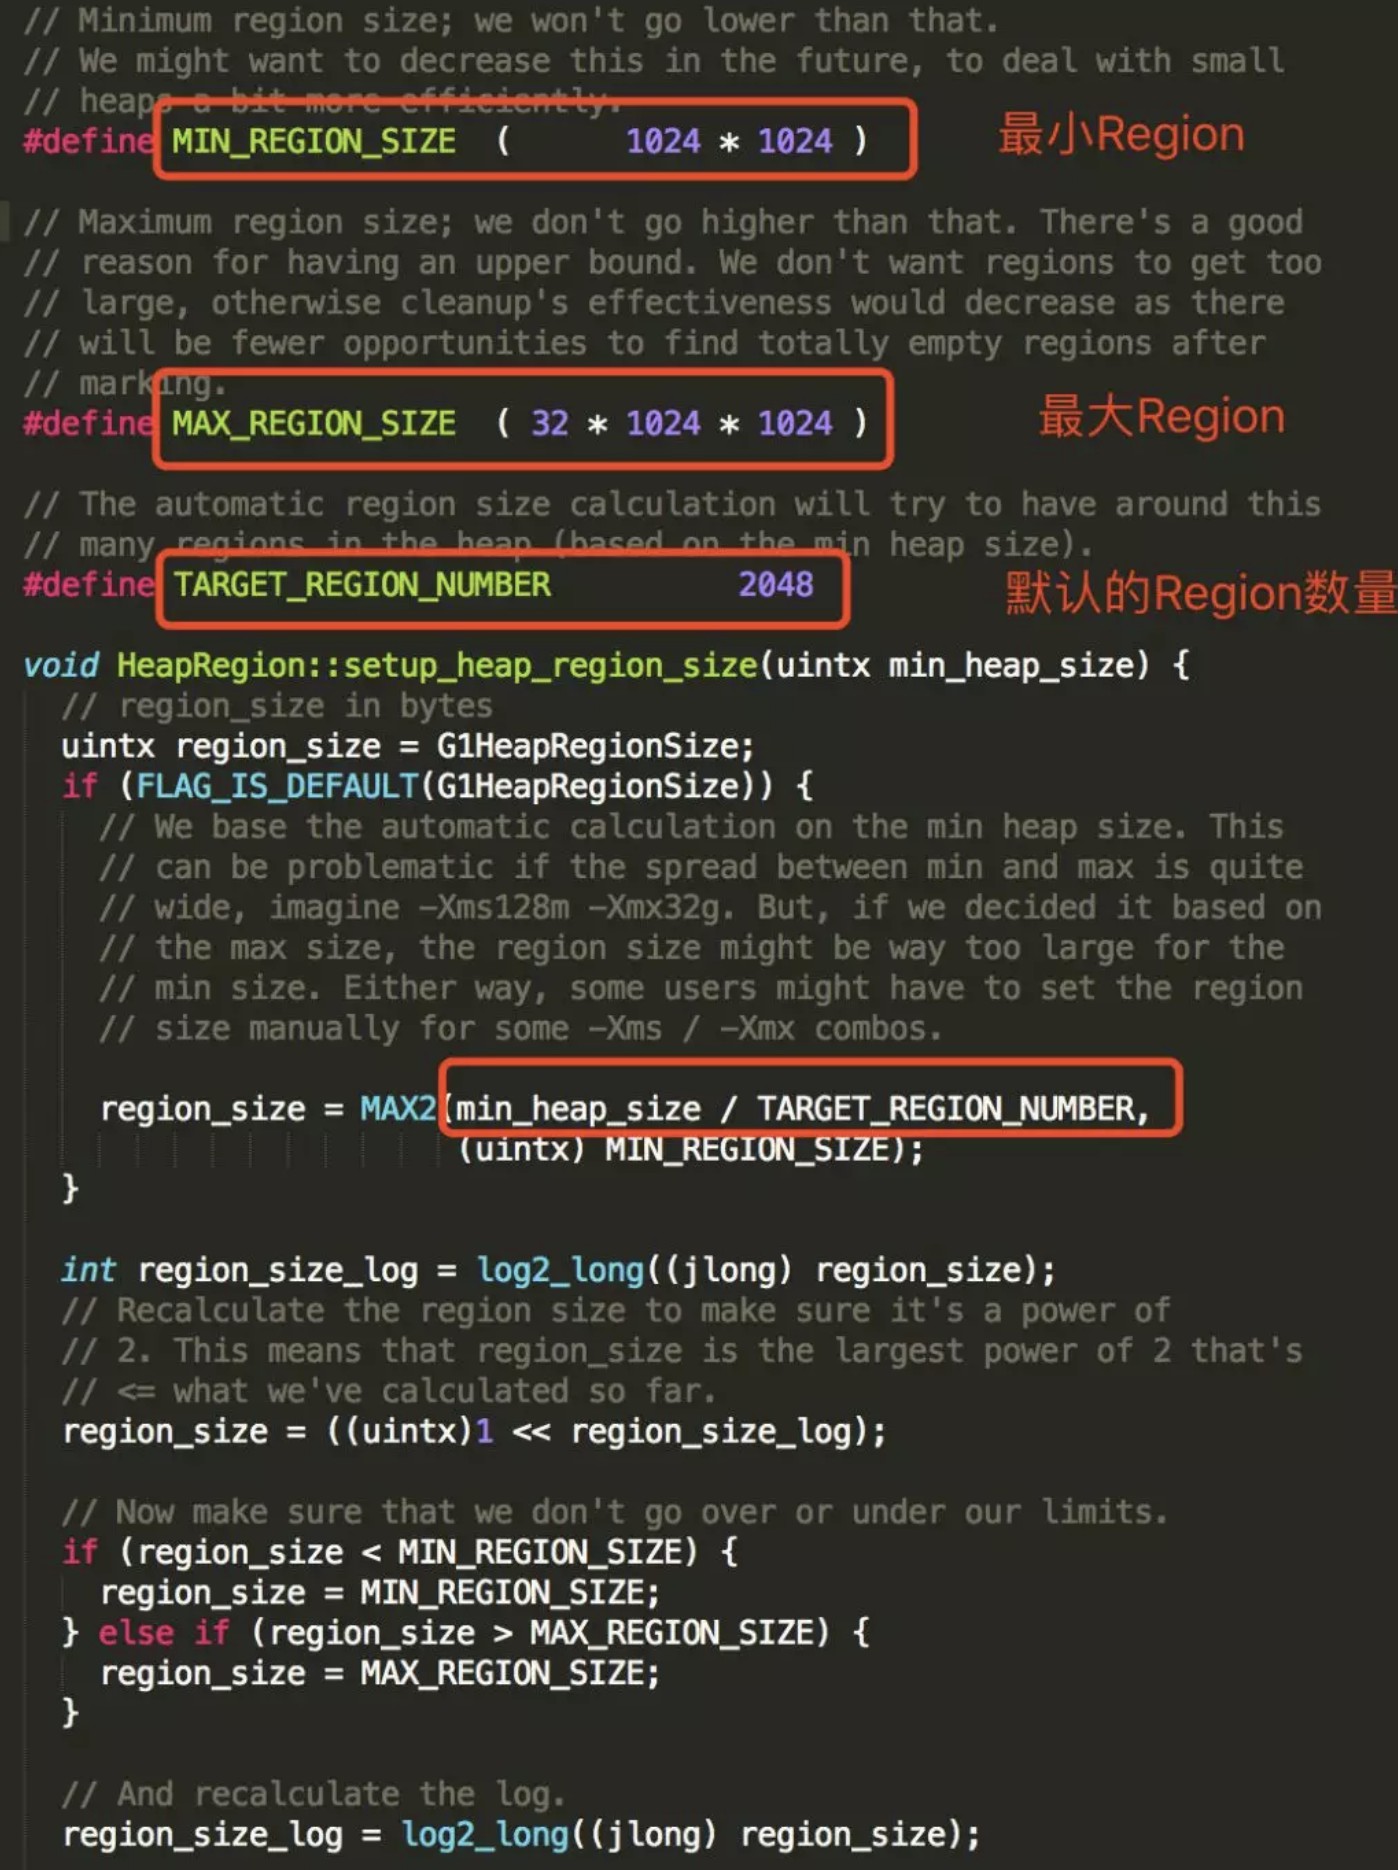 // Minimum region size; we won't go lower than that.
// We might want to decrease this in the future, to deal with small
// heaps a bit more efficiently.
#define MIN_REGION_SIZE  (      1024 * 1024 )
最小Region
// Maximum region size; we don't go higher than that. There's a good
// reason for having an upper bound. We don't want regions to get too
// large, otherwise cleanup's effectiveness would decrease as there
// will be fewer opportunities to find totally empty regions after
// marking.
#define MAX_REGION_SIZE  ( 32 * 1024 * 1024 )
最大Region
// The automatic region size calculation will try to have around this
// many regions in the heap (based on the min heap size).
#define TARGET_REGION_NUMBER          2048
默认的Region数量
void HeapRegion::setup_heap_region_size(uintx min_heap_size) {
  // region_size in bytes
  uintx region_size = G1HeapRegionSize;
  if (FLAG_IS_DEFAULT(G1HeapRegionSize)) {
    // We base the automatic calculation on the min heap size. This
    // can be problematic if the spread between min and max is quite
    // wide, imagine -Xms128m -Xmx32g. But, if we decided it based on
    // the max size, the region size might be way too large for the
    // min size. Either way, some users might have to set the region
    // size manually for some -Xms / -Xmx combos.
    region_size = MAX2(min_heap_size / TARGET_REGION_NUMBER,
                       (uintx) MIN_REGION_SIZE);
  }
  int region_size_log = log2_long((jlong) region_size);
  // Recalculate the region size to make sure it's a power of
  // 2. This means that region_size is the largest power of 2 that's
  // <= what we've calculated so far.
  region_size = ((uintx)1 << region_size_log);
  // Now make sure that we don't go over or under our limits.
  if (region_size < MIN_REGION_SIZE) {
    region_size = MIN_REGION_SIZE;
  } else if (region_size > MAX_REGION_SIZE) {
    region_size = MAX_REGION_SIZE;
  }
  // And recalculate the log.
  region_size_log = log2_long((jlong) region_size);